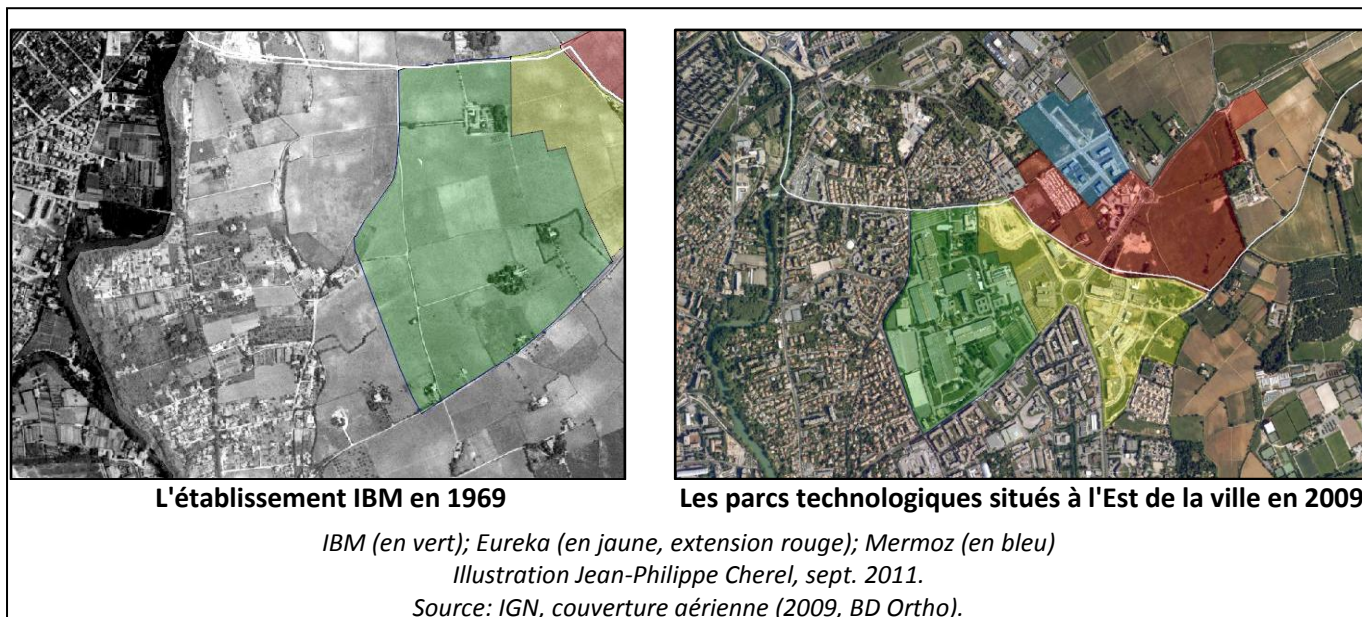 L'établissement IBM en 1969
Les parcs technologiques situés à l'Est de la ville en 2009
IBM (en vert); Eureka (en jaune, extension rouge); Mermoz (en bleu)
Illustration Jean-Philippe Cherel, sept. 2011.
Source: IGN, couverture aérienne (2009, BD Ortho).